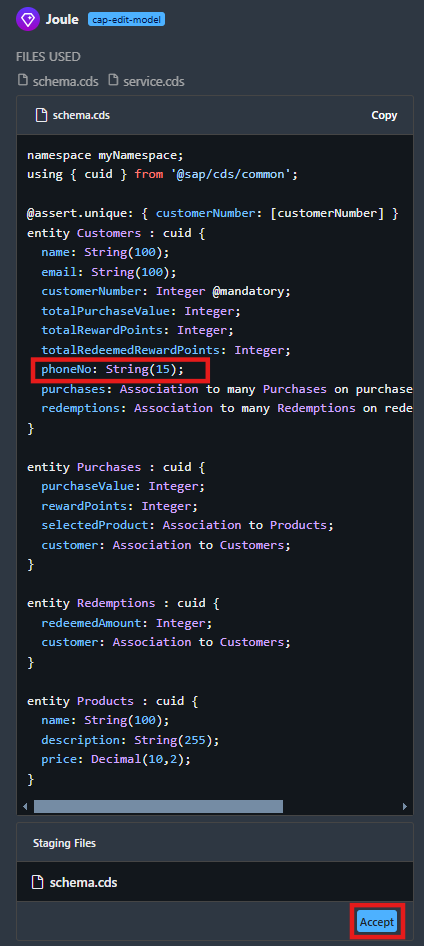 Joule cap-edit-model
FILES USED
schema.cds service.cds
schema.cds Copy
namespace myNamespace;
using { cuid } from '@sap/cds/common';
@assert.unique: { customerNumber: [customerNumber] }
entity Customers : cuid {
  name: String(100);
  email: String(100);
  customerNumber: Integer @mandatory;
  totalPurchaseValue: Integer;
  totalRewardPoints: Integer;
  totalRedeemedRewardPoints: Integer;
  phoneNo: String(15);
  purchases: Association to many Purchases on purchase
  redemptions: Association to many Redemptions on rede
}
entity Purchases : cuid {
  purchaseValue: Integer;
  rewardPoints: Integer;
  selectedProduct: Association to Products;
  customer: Association to Customers;
}
entity Redemptions : cuid {
  redeemedAmount: Integer;
  customer: Association to Customers;
}
entity Products : cuid {
  name: String(100);
  description: String(255);
  price: Decimal(10,2);
}
Staging Files
schema.cds
Accept